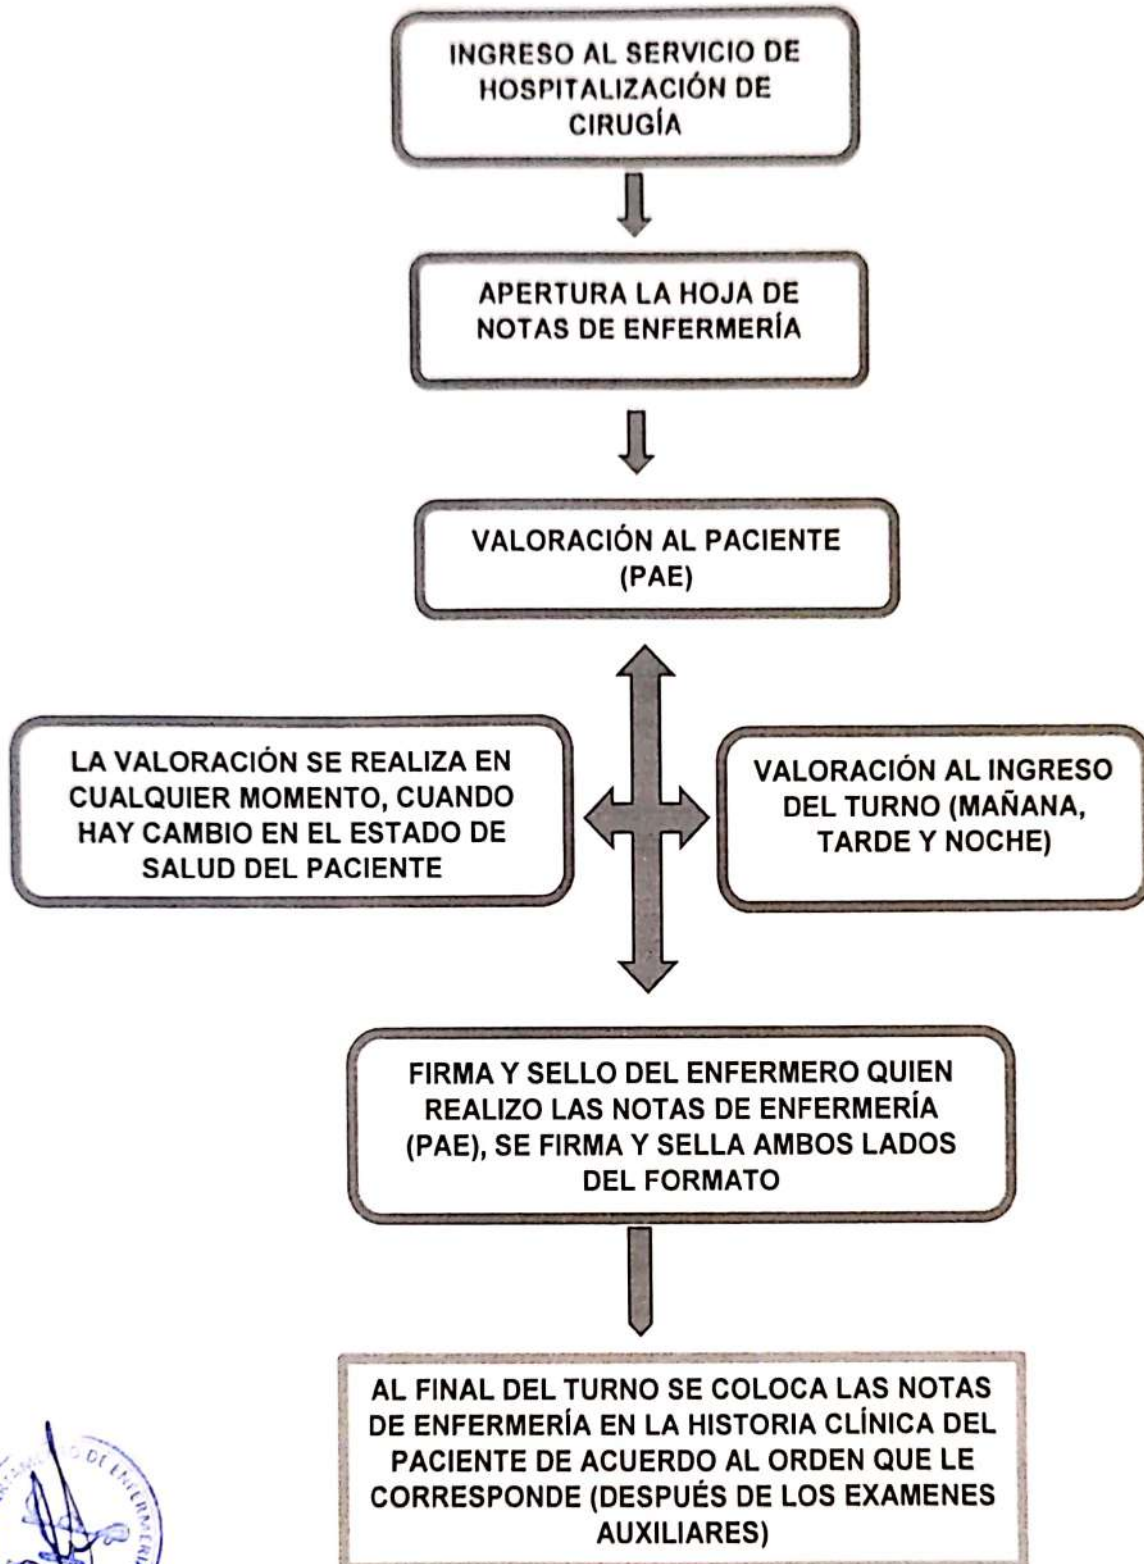 INGRESO AL SERVICIO DE
HOSPITALIZACIÓN DE
CIRUGÍA
APERTURA LA HOJA DE
NOTAS DE ENFERMERÍA
VALORACIÓN AL PACIENTE
(PAE)
LA VALORACIÓN SE REALIZA EN
CUALQUIER MOMENTO, CUANDO
HAY CAMBIO EN EL ESTADO DE
SALUD DEL PACIENTE
VALORACIÓN AL INGRESO
DEL TURNO (MAÑANA,
TARDE Y NOCHE)
FIRMA Y SELLO DEL ENFERMERO QUIEN
REALIZO LAS NOTAS DE ENFERMERÍA
(PAE), SE FIRMA Y SELLA AMBOS LADOS
DEL FORMATO
AL FINAL DEL TURNO SE COLOCA LAS NOTAS
DE ENFERMERÍA EN LA HISTORIA CLÍNICA DEL
PACIENTE DE ACUERDO AL ORDEN QUE LE
CORRESPONDE (DESPUÉS DE LOS EXAMENES
AUXILIARES)